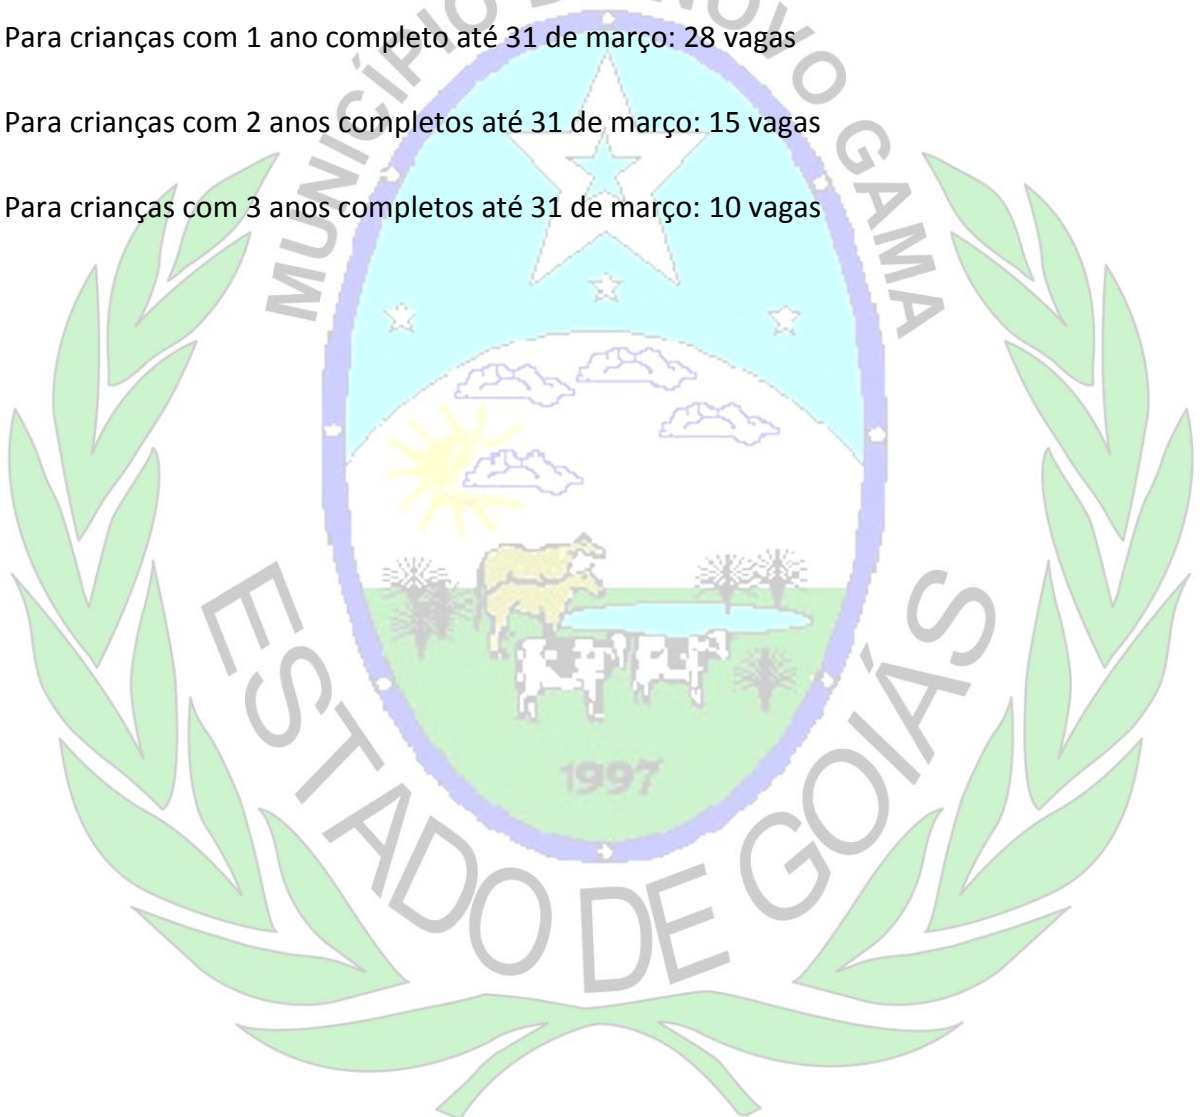 Para crianças com 1 ano completo até 31 de março: 28 vagas
Para crianças com 2 anos completos até 31 de março: 15 vagas
Para crianças com 3 anos completos até 31 de março: 10 vagas
MUNICÍPIO DE NOVO GAMA
1997
ESTADO DE GOIÁS